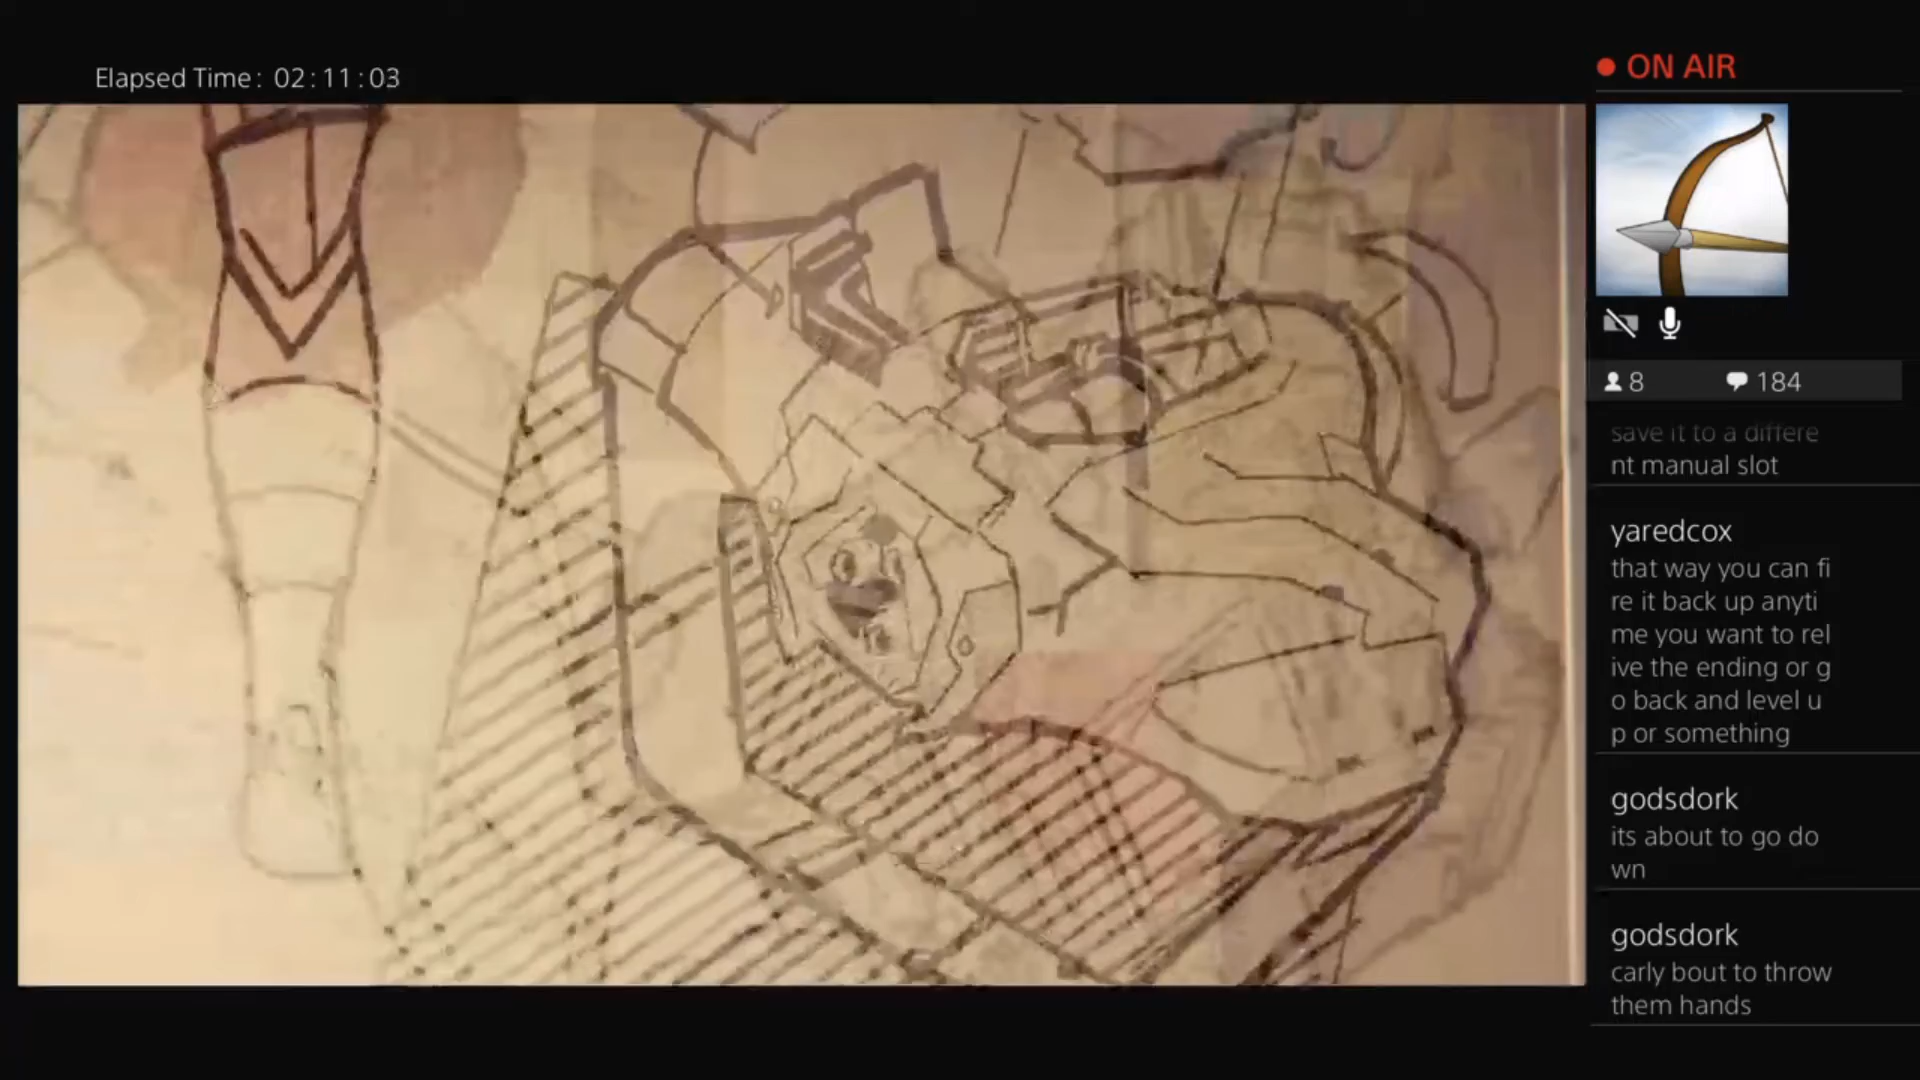 Elapsed Time: 02:11:03
ON AIR
8 184
save it to a differe
nt manual slot
yaredcox
that way you can fi
re it back up anyti
me you want to rel
ive the ending or g
o back and level u
p or something
godsdork
its about to go do
wn
godsdork
carly bout to throw
them hands